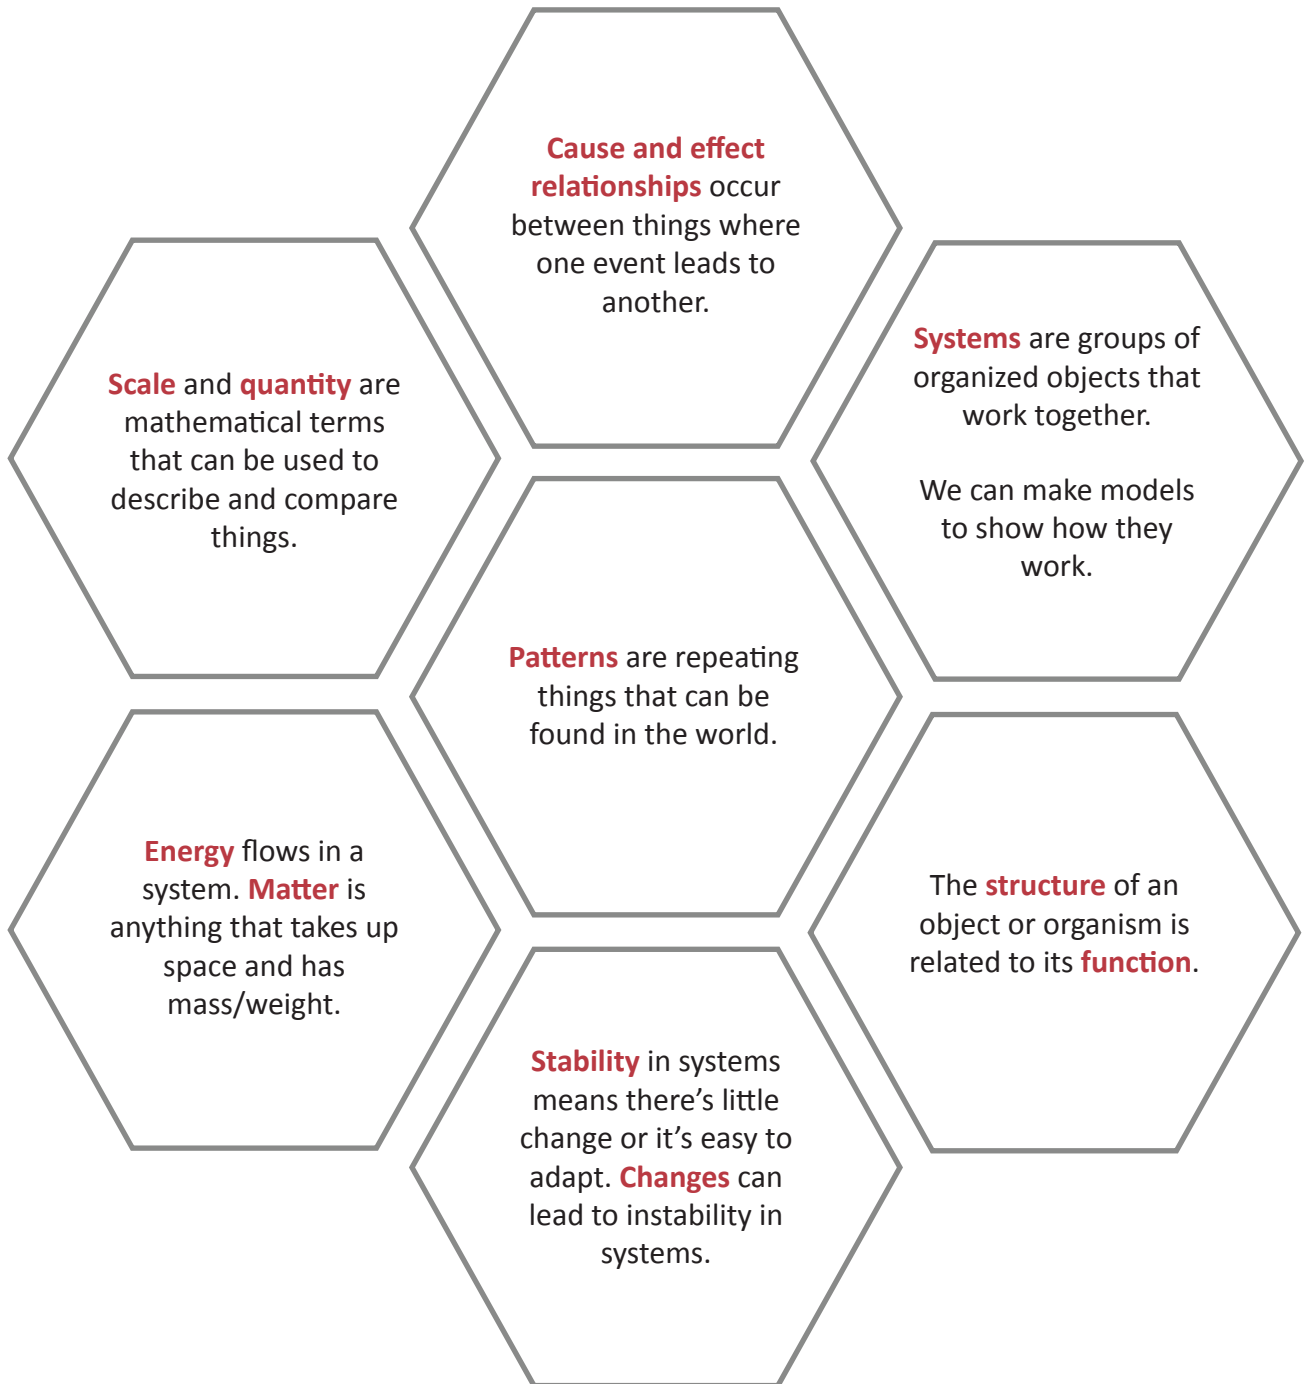 Cause and effect
relationships occur
between things where
one event leads to
another.
Scale and quantity are
mathematical terms
that can be used to
describe and compare
things.
Systems are groups of
organized objects that
work together.
We can make models
to show how they
work.
Patterns are repeating
things that can be
found in the world.
Energy flows in a
system. Matter is
anything that takes up
space and has
mass/weight.
The structure of an
object or organism is
related to its function.
Stability in systems
means there’s little
change or it’s easy to
adapt. Changes can
lead to instability in
systems.